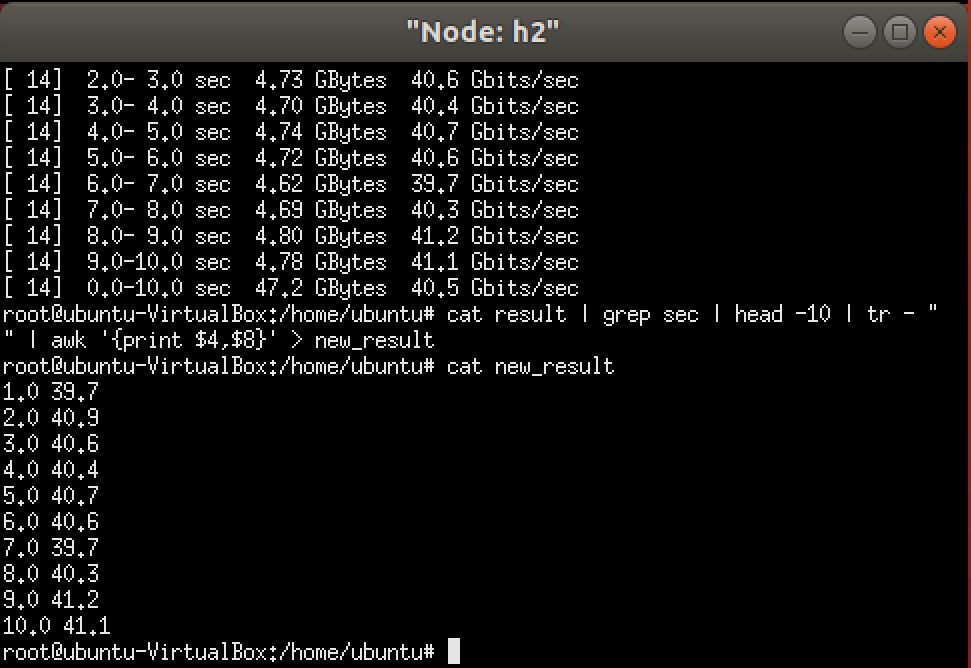 "Node: h2"
[ 14]  2.0- 3.0 sec  4.73 GBytes  40.6 Gbits/sec
[ 14]  3.0- 4.0 sec  4.70 GBytes  40.4 Gbits/sec
[ 14]  4.0- 5.0 sec  4.74 GBytes  40.7 Gbits/sec
[ 14]  5.0- 6.0 sec  4.72 GBytes  40.6 Gbits/sec
[ 14]  6.0- 7.0 sec  4.62 GBytes  39.7 Gbits/sec
[ 14]  7.0- 8.0 sec  4.69 GBytes  40.3 Gbits/sec
[ 14]  8.0- 9.0 sec  4.80 GBytes  41.2 Gbits/sec
[ 14]  9.0-10.0 sec  4.78 GBytes  41.1 Gbits/sec
[ 14]  0.0-10.0 sec  47.2 GBytes  40.5 Gbits/sec
root@ubuntu-VirtualBox:/home/ubuntu# cat result | grep sec | head -10 | tr - "
" | awk '{print $4,$8}' > new_result
root@ubuntu-VirtualBox:/home/ubuntu# cat new_result
1.0 39.7
2.0 40.9
3.0 40.6
4.0 40.4
5.0 40.7
6.0 40.6
7.0 39.7
8.0 40.3
9.0 41.2
10.0 41.1
root@ubuntu-VirtualBox:/home/ubuntu#